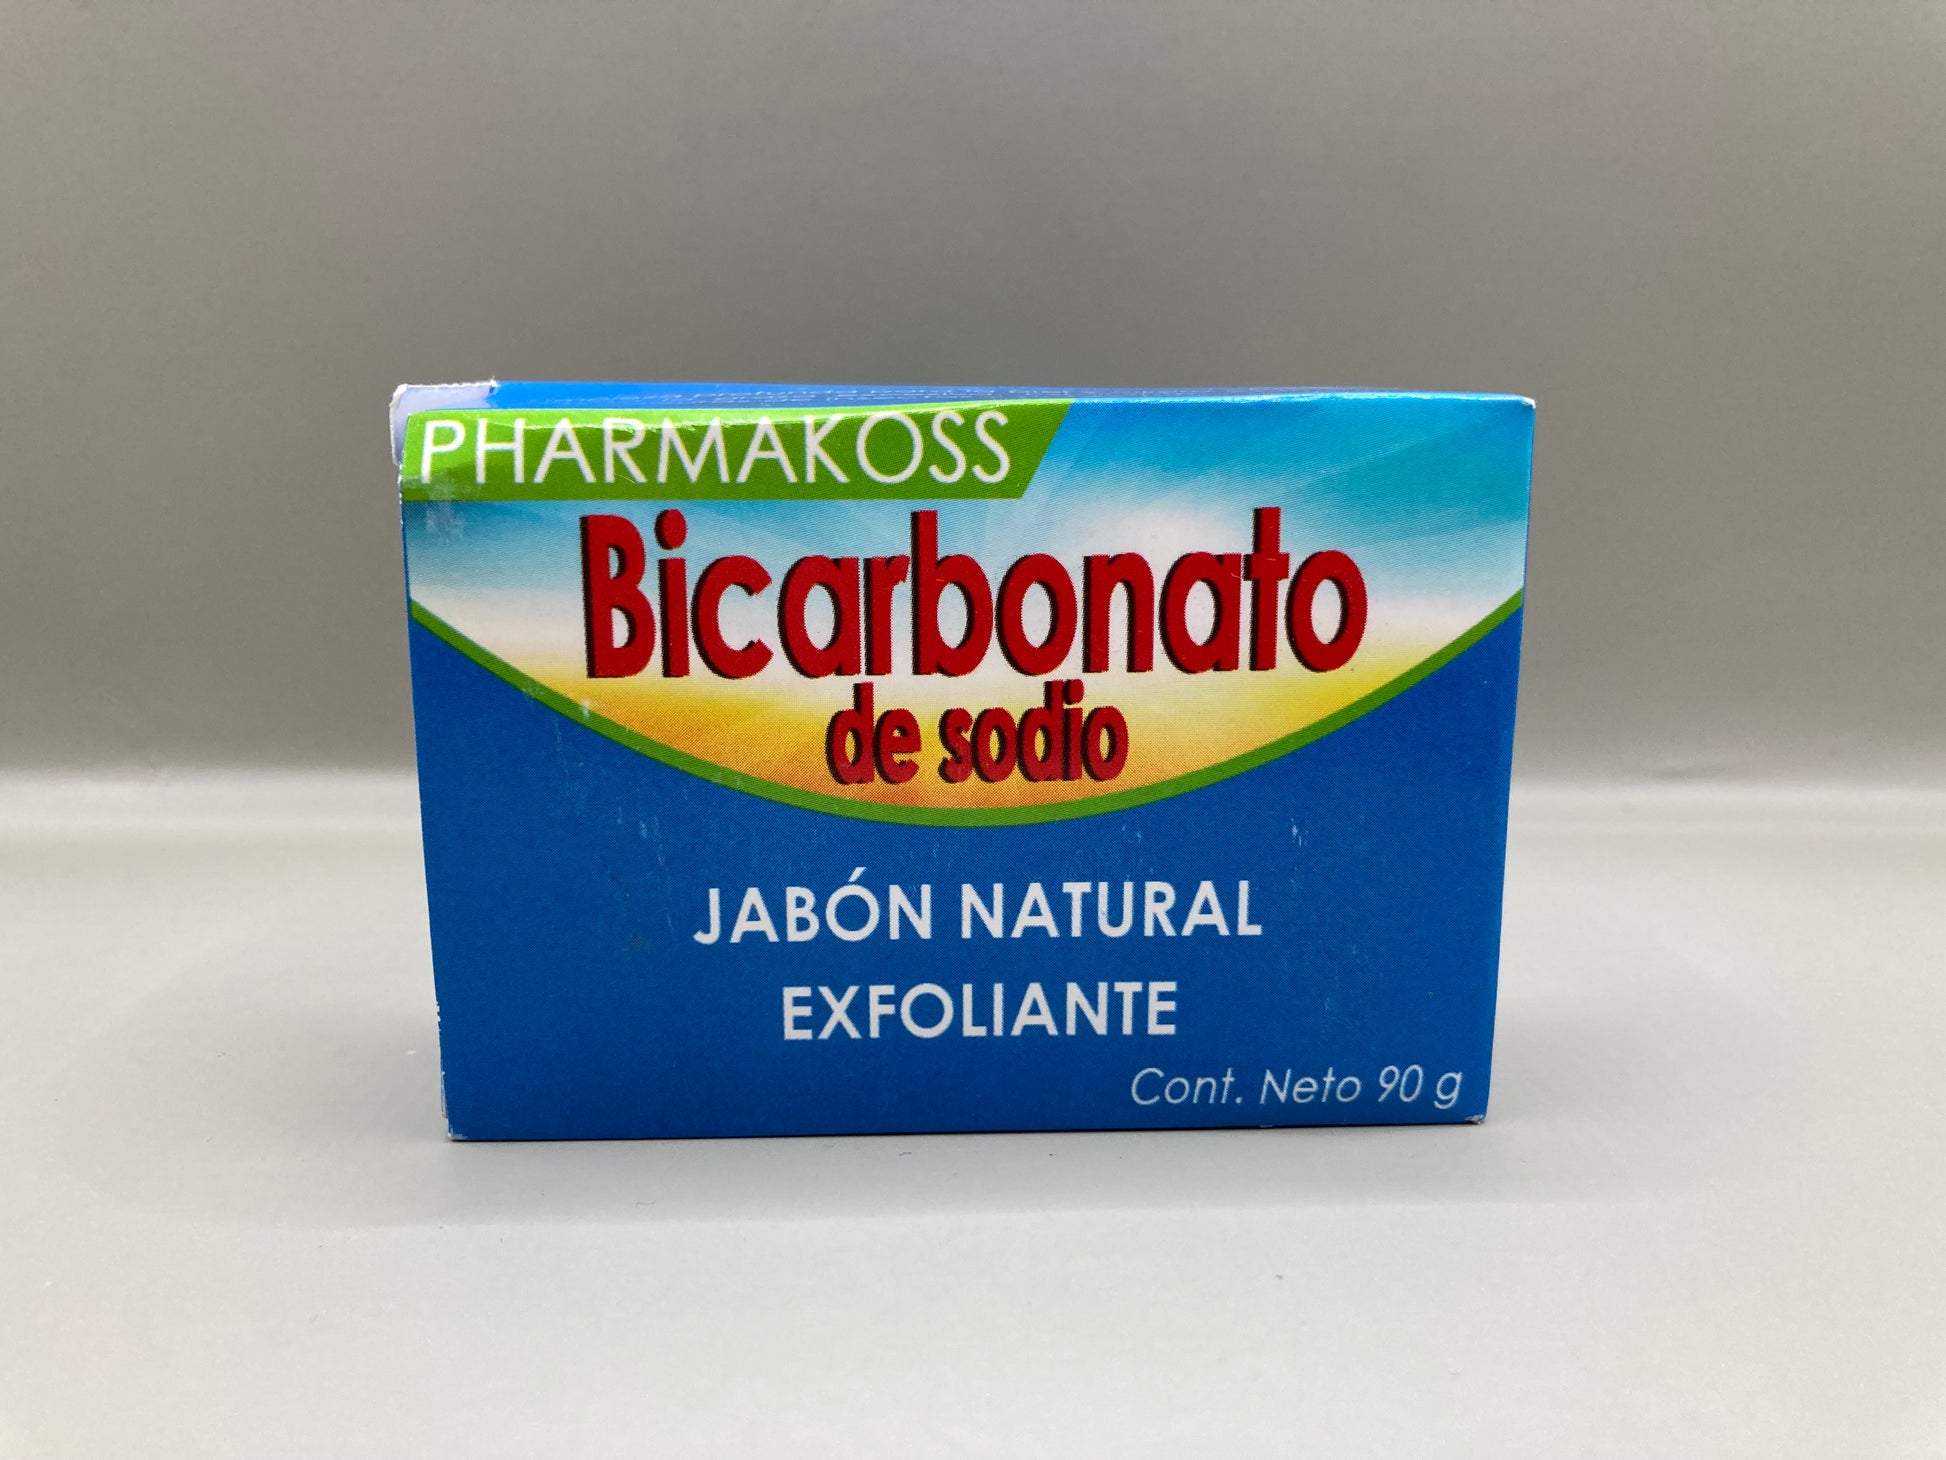 PHARMAKOSS
Bicarbonato
de sodio
JABÓN NATURAL
EXFOLIANTE
Cont. Neto 90 g